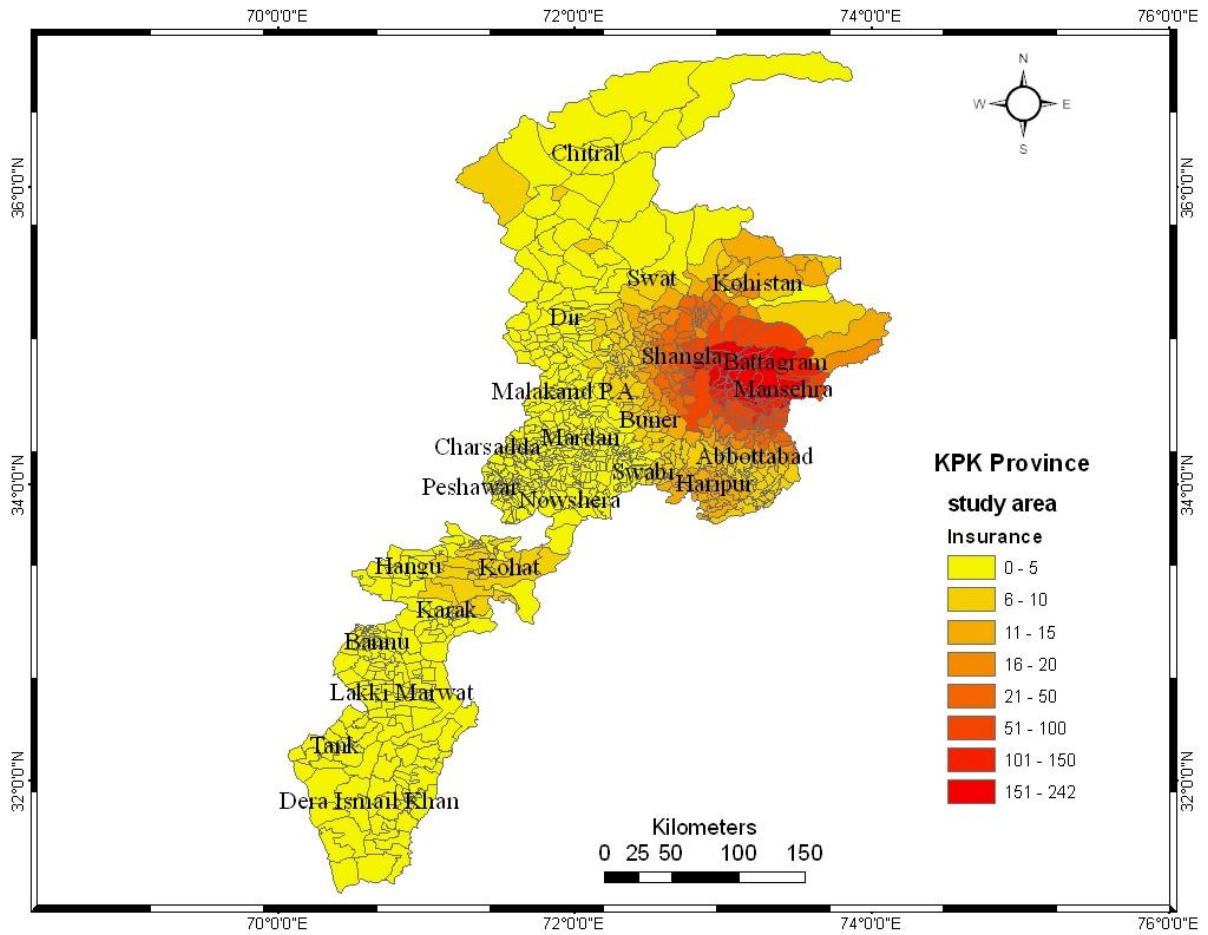 70°0'0"E 72°0'0"E 74°0'0"E 76°0'0"E
N
W E
S
36°0'0"N 36°0'0"N
Chitral
Swat
Kohistan
Dir
Shangla
Battagram
Mansehra
Malakand P.A.
Buner
Mardan
Charsadda
Abbottabad
Swabi
Haripur
Peshawar
Nowshera
34°0'0"N 34°0'0"N
KPK Province
study area
Insurance
0 - 5
6 - 10
11 - 15
16 - 20
21 - 50
51 - 100
101 - 150
151 - 242
Hangu
Kohat
Karak
Bannu
Lakki Marwat
Tank
Dera Ismail Khan
32°0'0"N 32°0'0"N
Kilometers
0 25 50 100 150
70°0'0"E 72°0'0"E 74°0'0"E 76°0'0"E